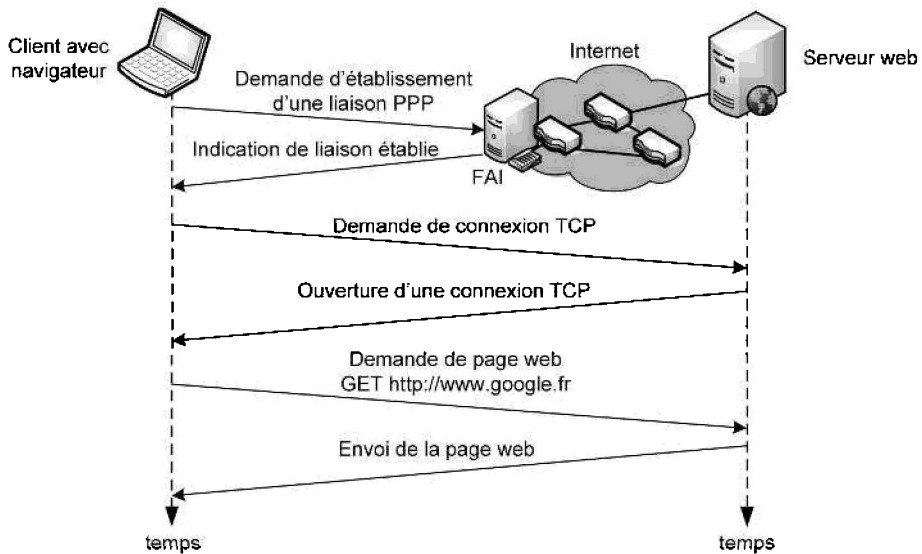 Client avec
navigateur
Internet
Serveur web
Demande d'établissement
d'une liaison PPP
Indication de liaison établie
FAI
Demande de connexion TCP
Ouverture d'une connexion TCP
Demande de page web
GET http://www.google.fr
Envoi de la page web
temps
temps